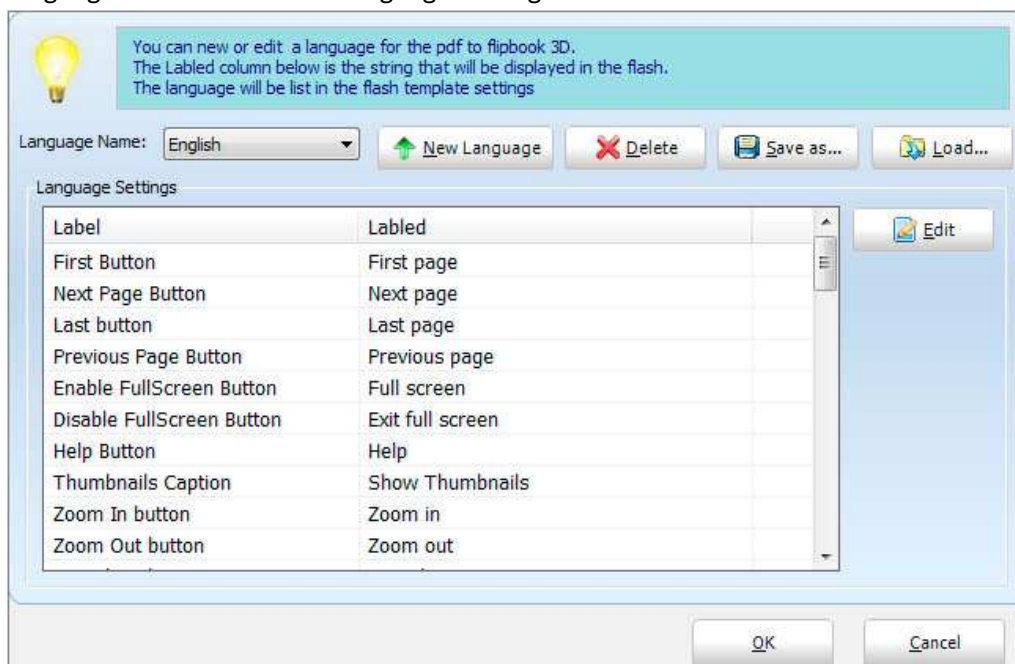 You can new or edit a language for the pdf to flipbook 3D.
The Labled column below is the string that will be displayed in the flash.
The language will be list in the flash template settings
Language Name: English New Language Delete Save as... Load...
Language Settings
Label Labled Edit
First Button First page
Next Page Button Next page
Last button Last page
Previous Page Button Previous page
Enable FullScreen Button Full screen
Disable FullScreen Button Exit full screen
Help Button Help
Thumbnails Caption Show Thumbnails
Zoom In button Zoom in
Zoom Out button Zoom out
OK Cancel